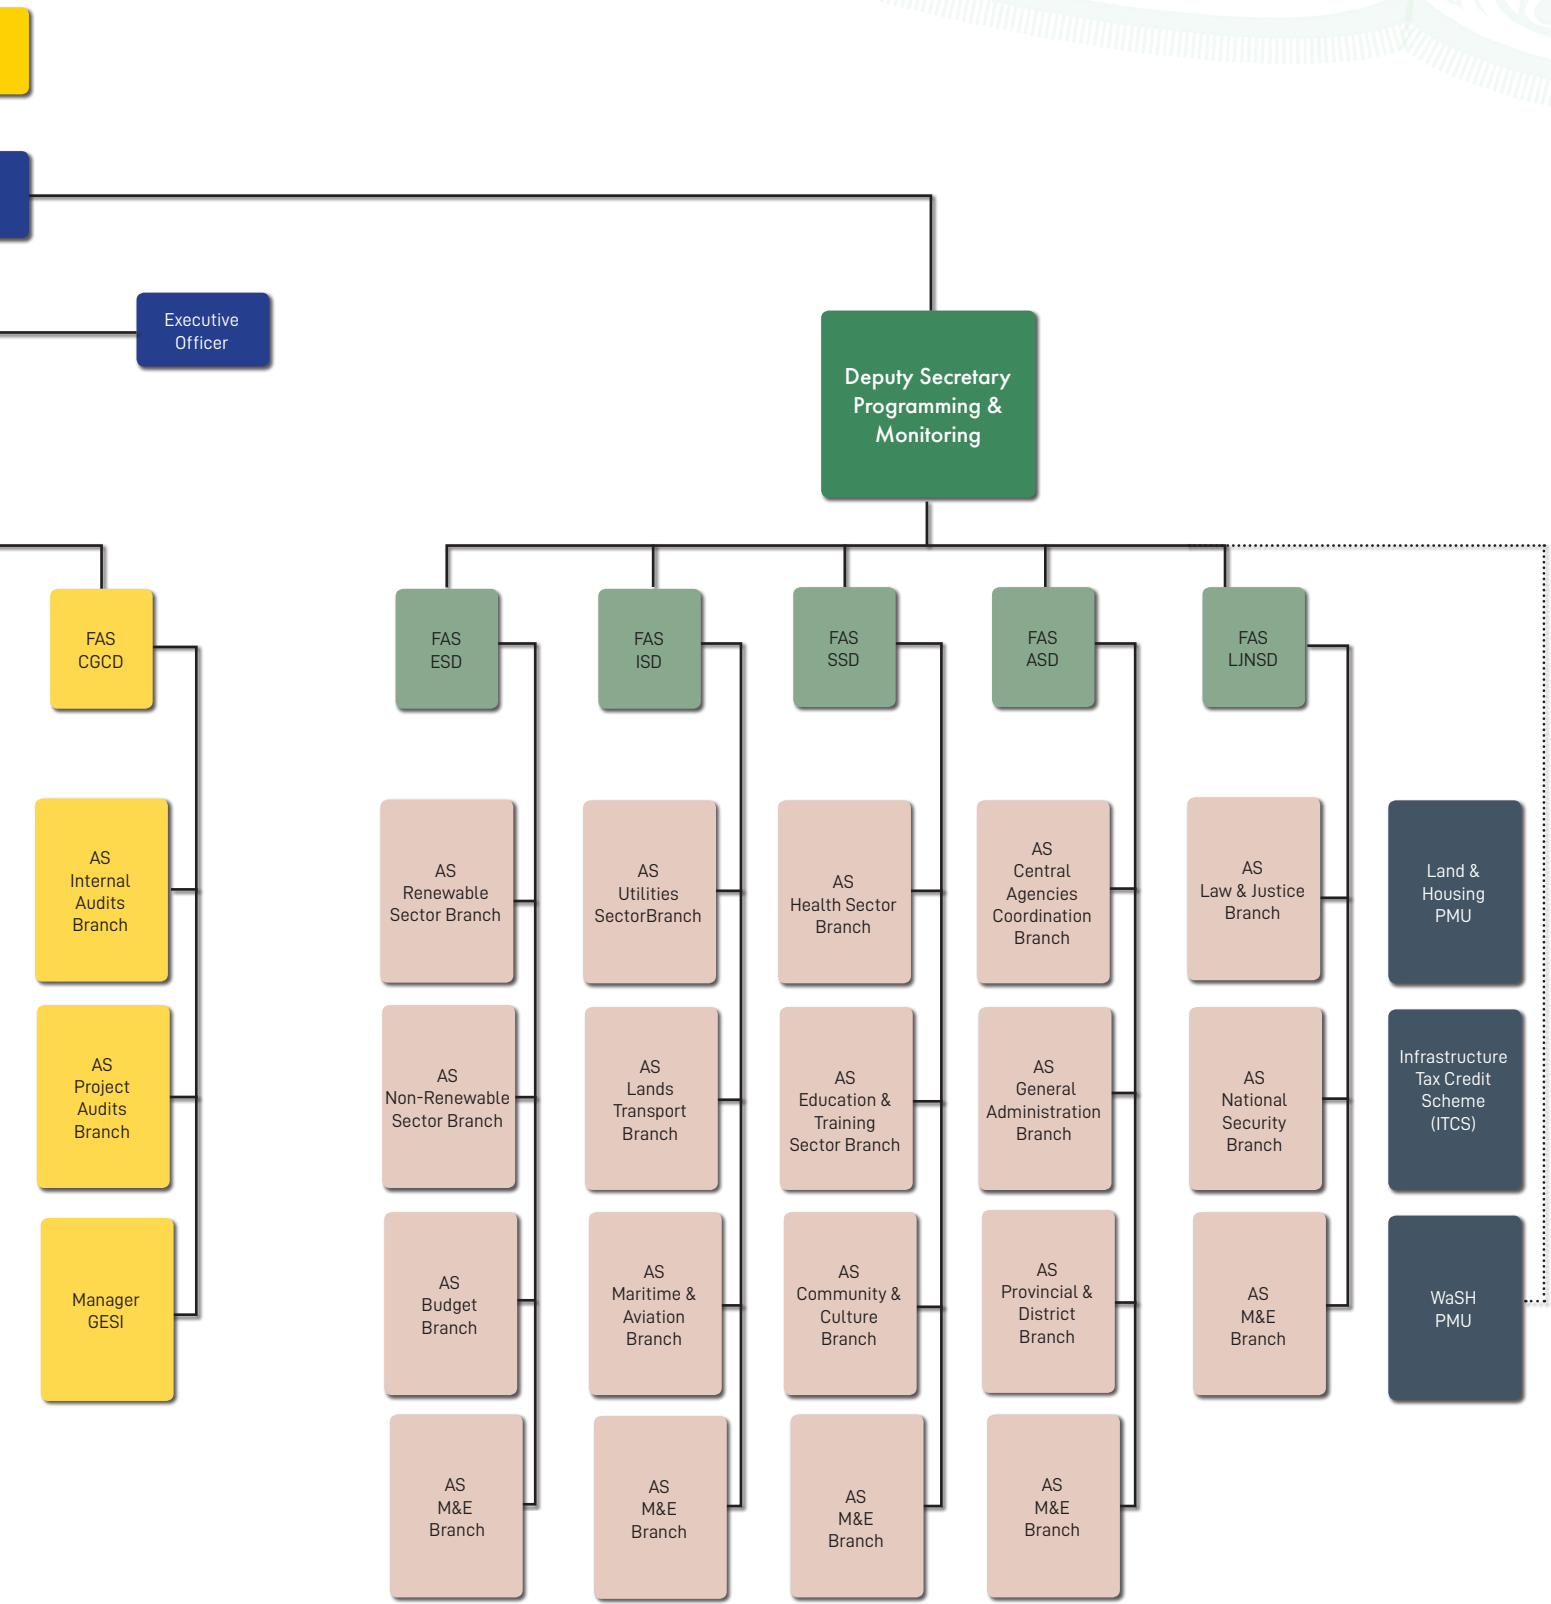 Executive
Officer
Deputy Secretary
Programming &
Monitoring
FAS
CGCD
FAS
ESD
FAS
ISD
FAS
SSD
FAS
ASD
FAS
LJNSD
AS
Internal
Audits
Branch
AS
Renewable
Sector Branch
AS
Utilities
SectorBranch
AS
Health Sector
Branch
AS
Central
Agencies
Coordination
Branch
AS
Law & Justice
Branch
Land &
Housing
PMU
AS
Project
Audits
Branch
AS
Non-Renewable
Sector Branch
AS
Lands
Transport
Branch
AS
Education &
Training
Sector Branch
AS
General
Administration
Branch
AS
National
Security
Branch
Infrastructure
Tax Credit
Scheme
(ITCS)
Manager
GESI
AS
Budget
Branch
AS
Maritime &
Aviation
Branch
AS
Community &
Culture
Branch
AS
Provincial &
District
Branch
AS
M&E
Branch
WaSH
PMU
AS
M&E
Branch
AS
M&E
Branch
AS
M&E
Branch
AS
M&E
Branch